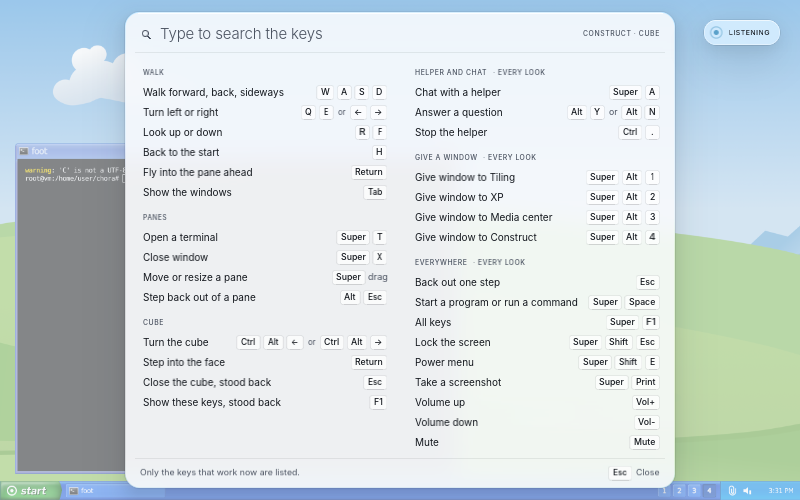 Type to search the keys
CONSTRUCT · CUBE
LISTENING
WALK
Walk forward, back, sideways W A S D
Turn left or right Q E or ← →
Look up or down R F
Back to the start H
Fly into the pane ahead Return
Show the windows Tab
PANES
Open a terminal Super T
Close window Super X
Move or resize a pane Super drag
Step back out of a pane Alt Esc
CUBE
Turn the cube Ctrl Alt ← or Ctrl Alt →
Step into the face Return
Close the cube, stood back Esc
Show these keys, stood back F1
HELPER AND CHAT · EVERY LOOK
Chat with a helper Super A
Answer a question Alt Y or Alt N
Stop the helper Ctrl .
GIVE A WINDOW · EVERY LOOK
Give window to Tiling Super Alt 1
Give window to XP Super Alt 2
Give window to Media center Super Alt 3
Give window to Construct Super Alt 4
EVERYWHERE · EVERY LOOK
Back out one step Esc
Start a program or run a command Super Space
All keys Super F1
Lock the screen Super Shift Esc
Power menu Super Shift E
Take a screenshot Super Print
Volume up Vol+
Volume down Vol-
Mute Mute
Only the keys that work now are listed.
Esc Close
foot
warning: 'C' is not a UTF-8
root@vm:/home/user/chora#
start
foot
1 2 3 4
3:31 PM